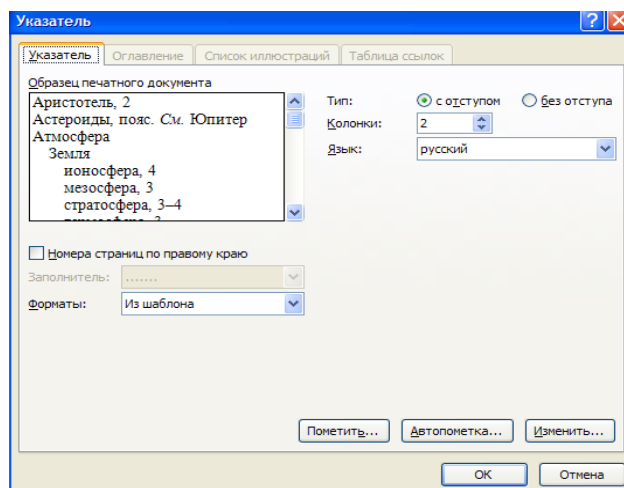 Указатель
Указатель Оглавление Список иллюстраций Таблица ссылок
Образец печатного документа
Аристотель, 2
Астероиды, пояс. См. Юпитер
Атмосфера
Земля
ионосфера, 4
мезосфера, 3
стратосфера, 3–4
Тип: с отступом без отступа
Колонки: 2
Язык: русский
Номера страниц по правому краю
Заполнитель: .......
Форматы: Из шаблона
Пометить... Автопометка... Изменить...
ОК Отмена